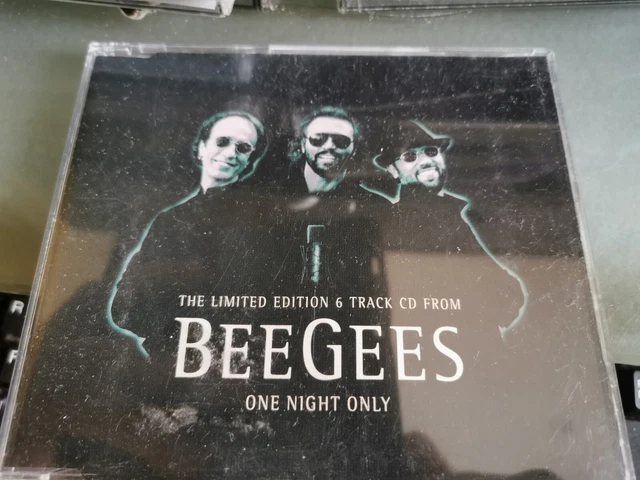 THE LIMITED EDITION 6 TRACK CD FROM
BEEGEES
ONE NIGHT ONLY